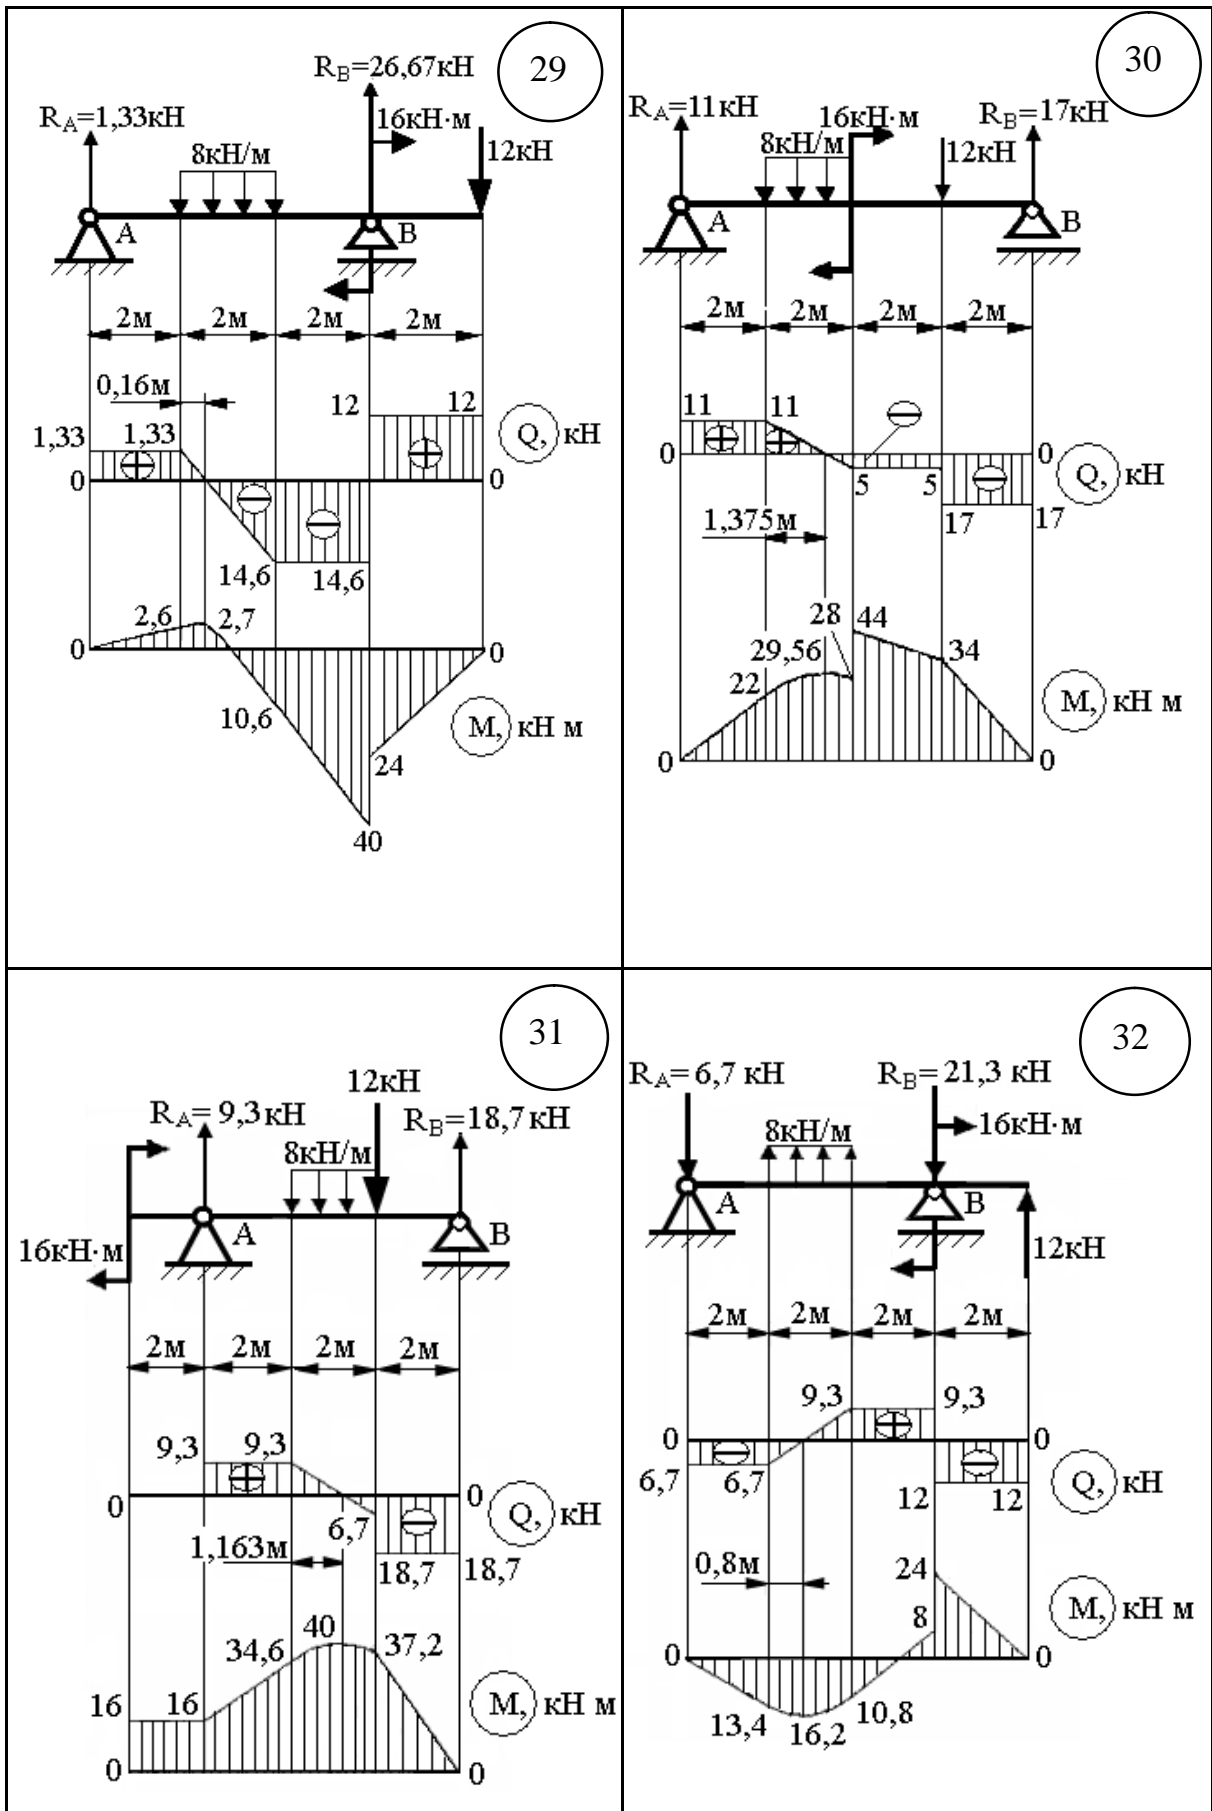 29
R_B=26,67кН
R_A=1,33кН
16кН·м
12кН
8кН/м
А
В
2м 2м 2м 2м
0,16м
12 12
Q, кН
1,33 1,33
0 0
14,6 14,6
2,6 2,7
0 0
10,6
М, кН м
24
40
30
R_A=11кН
16кН·м
R_B=17кН
8кН/м
12кН
А
В
2м 2м 2м 2м
11 11
0 0
Q, кН
5 5
17 17
1,375м
28 44
29,56
34
22
М, кН м
0 0
31
12кН
R_A= 9,3 кН
R_B=18,7 кН
8кН/м
А
В
16кН·м
2м 2м 2м 2м
9,3 9,3
0 0
Q, кН
6,7
1,163м
18,7 18,7
40
34,6
37,2
16 16
М, кН м
0 0
32
R_A= 6,7 кН
R_B= 21,3 кН
16кН·м
8кН/м
А
В
12кН
2м 2м 2м 2м
9,3 9,3
0 0
6,7 6,7
Q, кН
12 12
0,8м
24
8
М, кН м
0 0
13,4
10,8
16,2